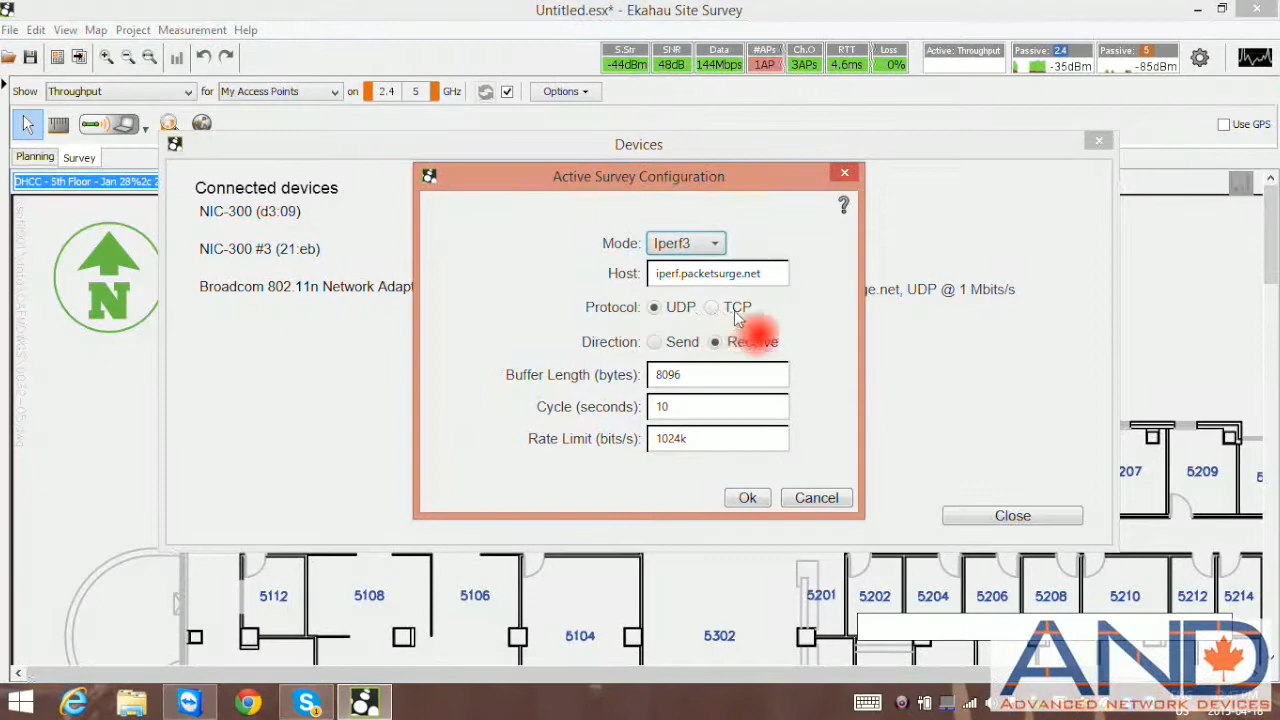 Untitled.esx* - Ekahau Site Survey
File Edit View Map Project Measurement Help
S.Str SNR Data #APs Ch.O RTT Loss Active: Throughput Passive: 2.4 Passive: 5
-44dBm 48dB 144Mbps 1AP 3APs 4.6ms 0% -35dBm -85dBm
Show Throughput for My Access Points on 2.4 5 GHz Options
Use GPS
Planning Survey
DHCC - 5th Floor - Jan 28%2c 2
Devices
Connected devices
NIC-300 (d3:09)
NIC-300 #3 (21:eb)
Broadcom 802.11n Network Adapt
ge.net, UDP @ 1 Mbits/s
Close
Active Survey Configuration
?
Mode: Iperf3
Host: iperf.packetsurge.net
Protocol: UDP TCP
Direction: Send Receive
Buffer Length (bytes): 8096
Cycle (seconds): 10
Rate Limit (bits/s): 1024k
Ok Cancel
N
207 5209
5112 5108 5106 5104 5302 5201 5202 5204 5206 5208 5210 5212 5214
AND
ADVANCED NETWORK DEVICES